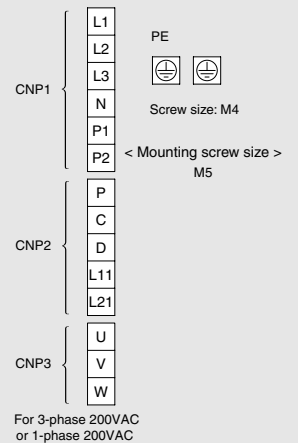 CNP1
L1
L2
L3
N
P1
P2
PE
Screw size: M4
< Mounting screw size >
M5
CNP2
P
C
D
L11
L21
CNP3
U
V
W
For 3-phase 200VAC
or 1-phase 200VAC